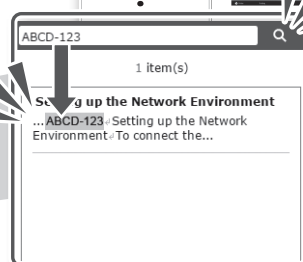 ABCD-123
1 item(s)
Setting up the Network Environment
...ABCD-123 Setting up the Network
Environment To connect the...